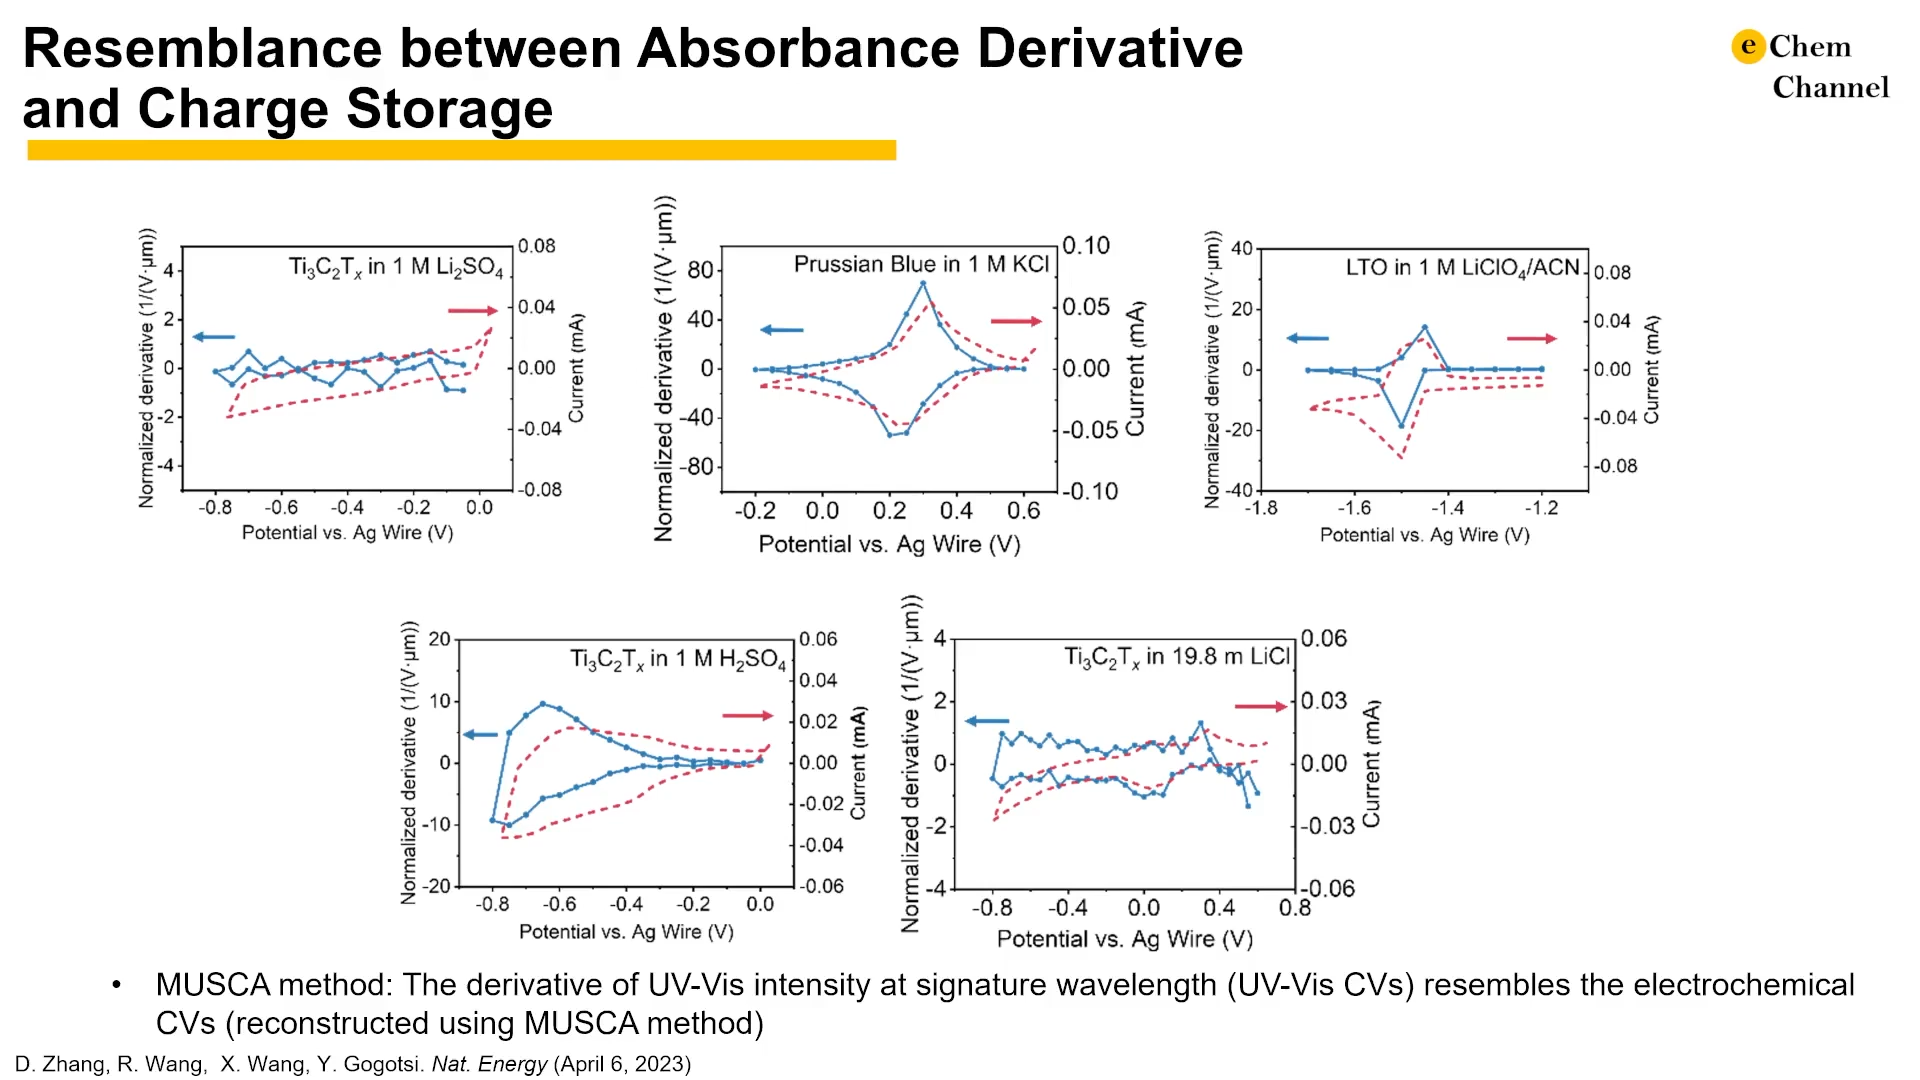 Resemblance between Absorbance Derivative
and Charge Storage
e Chem
Channel
Normalized derivative (1/(V·μm))
4
2
0
-2
-4
Ti₃C₂Tₓ in 1 M Li₂SO₄
0.08
0.04
0.00
-0.04
-0.08
Current (mA)
-0.8 -0.6 -0.4 -0.2 0.0
Potential vs. Ag Wire (V)
Normalized derivative (1/(V·μm))
80
40
0
-40
-80
Prussian Blue in 1 M KCl
0.10
0.05
0.00
-0.05
-0.10
Current (mA)
-0.2 0.0 0.2 0.4 0.6
Potential vs. Ag Wire (V)
Normalized derivative (1/(V·μm))
40
20
0
-20
-40
LTO in 1 M LiClO₄/ACN
0.08
0.04
0.00
-0.04
-0.08
Current (mA)
-1.8 -1.6 -1.4 -1.2
Potential vs. Ag Wire (V)
Normalized derivative (1/(V·μm))
20
10
0
-10
-20
Ti₃C₂Tₓ in 1 M H₂SO₄
0.06
0.04
0.02
0.00
-0.02
-0.04
-0.06
Current (mA)
-0.8 -0.6 -0.4 -0.2 0.0
Potential vs. Ag Wire (V)
Normalized derivative (1/(V·μm))
4
2
0
-2
-4
Ti₃C₂Tₓ in 19.8 m LiCl
0.06
0.03
0.00
-0.03
-0.06
Current (mA)
-0.8 -0.4 0.0 0.4 0.8
Potential vs. Ag Wire (V)
• MUSCA method: The derivative of UV-Vis intensity at signature wavelength (UV-Vis CVs) resembles the electrochemical
CVs (reconstructed using MUSCA method)
D. Zhang, R. Wang, X. Wang, Y. Gogotsi. Nat. Energy (April 6, 2023)